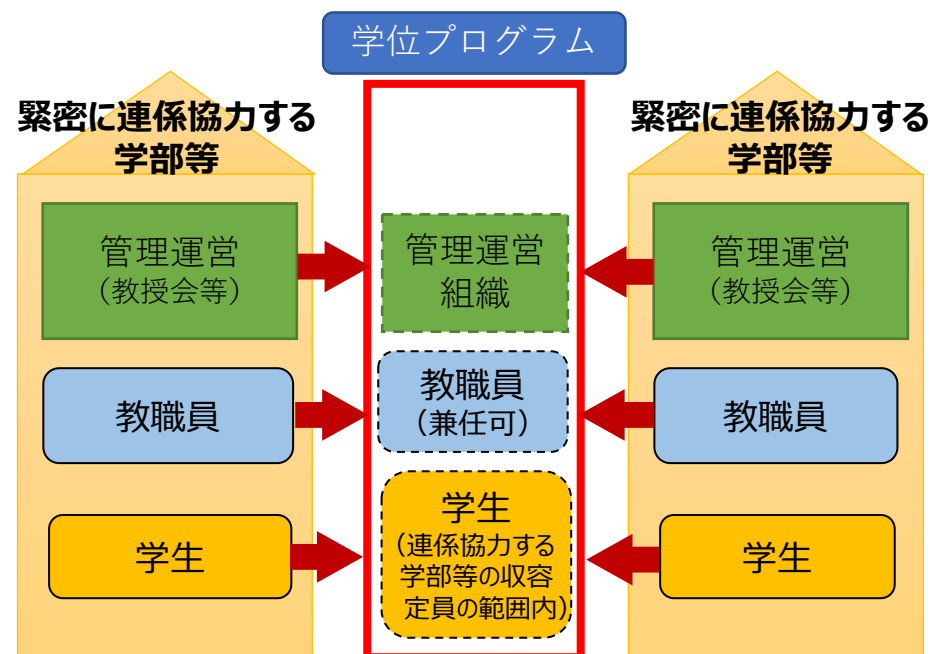 学位プログラム
緊密に連係協力する
学部等
管理運営
（教授会等）
教職員
学生
管理運営
組織
教職員
（兼任可）
学生
（連係協力する
学部等の収容
定員の範囲内）
緊密に連係協力する
学部等
管理運営
（教授会等）
教職員
学生